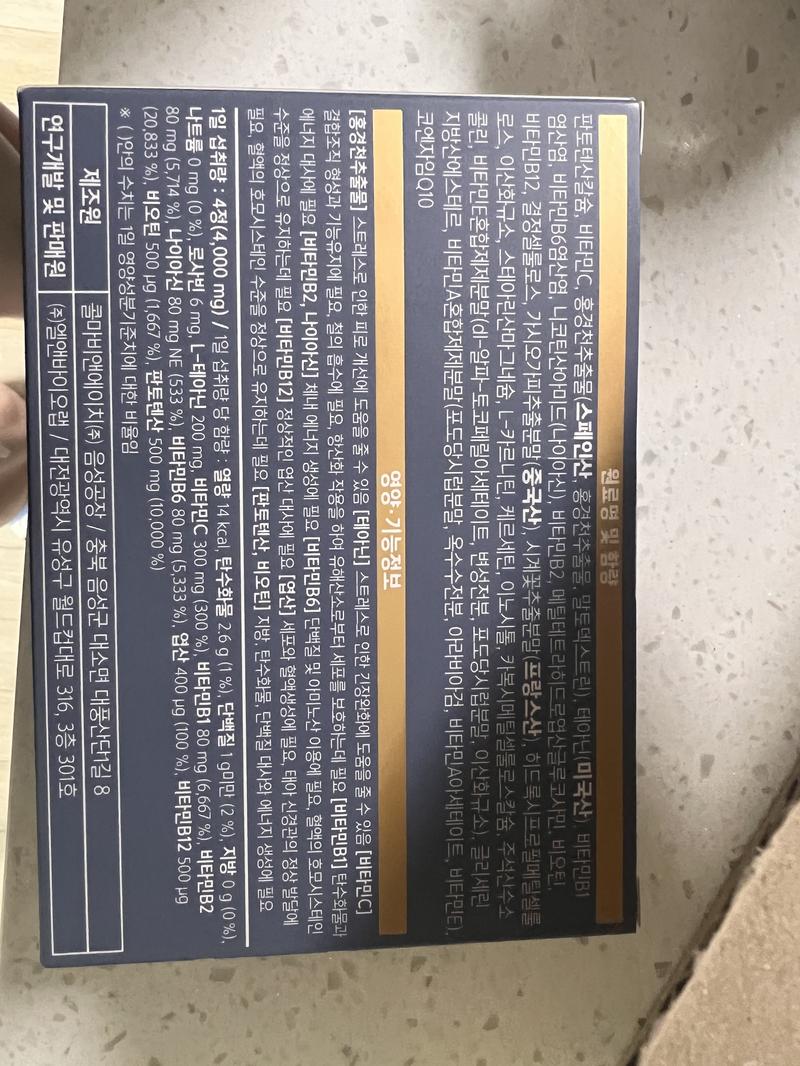 원료명 및 함량
판토텐산칼슘, 비타민C, 홍경천추출물(스페인산, 홍경천추출물, 말토덱스트린), 테아닌(미국산), 비타민B1
염산염, 비타민B6염산염, 니코틴산아미드(나이아신), 비타민B2, 메틸테트라히드로엽산글루코사민, 비오틴,
비타민B12, 결정셀룰로스, 가시오가피추출분말(중국산), 시계꽃추출분말(프랑스산), 히드록시프로필메틸셀룰
로스, 이산화규소, 스테아린산마그네슘, L-카르니틴, 케르세틴, 이노시톨, 카복시메틸셀룰로스칼슘, 주석산수소
콜린, 비타민E혼합제제분말(dl-알파-토코페릴아세테이트, 변성전분, 포도당시럽분말, 이산화규소), 글리세린
지방산에스테르, 비타민A혼합제제분말(포도당시럽분말, 옥수수전분, 아라비아검, 비타민A아세테이트, 비타민E),
코엔자임Q10
영양·기능정보
[홍경천추출물] 스트레스로 인한 피로 개선에 도움을 줄 수 있음 [테아닌] 스트레스로 인한 긴장완화에 도움을 줄 수 있음 [비타민C]
결합조직 형성과 기능유지에 필요, 철의 흡수에 필요, 항산화 작용을 하여 유해산소로부터 세포를 보호하는데 필요 [비타민B1] 탄수화물과
에너지 대사에 필요 [비타민B2, 나이아신] 체내 에너지 생성에 필요 [비타민B6] 단백질 및 아미노산 이용에 필요, 혈액의 호모시스테인
수준을 정상으로 유지하는데 필요 [비타민B12] 정상적인 엽산 대사에 필요 [엽산] 세포와 혈액생성에 필요, 태아 신경관의 정상 발달에
필요, 혈액의 호모시스테인 수준을 정상으로 유지하는데 필요 [판토텐산, 비오틴] 지방, 탄수화물, 단백질 대사와 에너지 생성에 필요
1일 섭취량 : 4정(4,000 mg) / 1일 섭취량 당 함량 : 열량 14 kcal, 탄수화물 2.6 g (1 %), 단백질 1 g미만 (2 %), 지방 0 g (0 %),
나트륨 0 mg (0 %), 로사빈 6 mg, L-테아닌 200 mg, 비타민C 300 mg (300 %), 비타민B1 80 mg (6,667 %), 비타민B2
80 mg (5,714 %), 나이아신 80 mg NE (533 %), 비타민B6 80 mg (5,333 %), 엽산 400 μg (100 %), 비타민B12 500 μg
(20,833 %), 비오틴 500 μg (1,667 %), 판토텐산 500 mg (10,000 %)
※ ( )안의 수치는 1일 영양성분기준치에 대한 비율임
제조원 콜마비앤에이치㈜ 음성공장 / 충북 음성군 대소면 대풍산단1길 8
연구개발 및 판매원 ㈜엘앤바이오랩 / 대전광역시 유성구 월드컵대로 316, 3층 301호